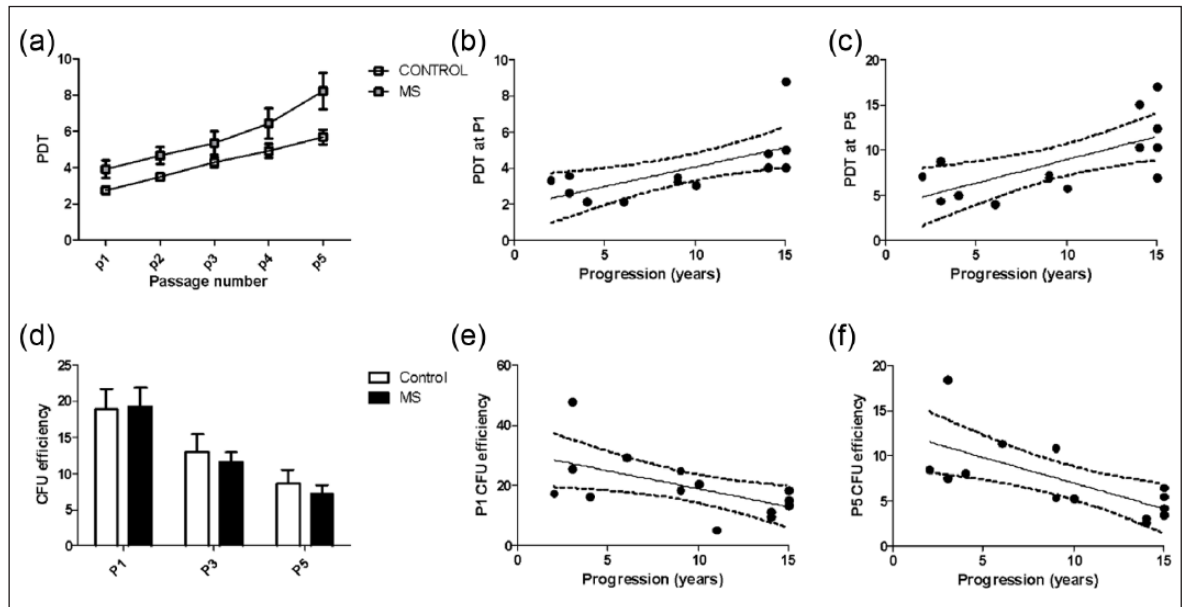 (a)
10
8
6
4
2
0
PDT
p1
p2
p3
p4
p5
Passage number
CONTROL
MS
(b)
10
8
6
4
2
0
PDT at P1
0
5
10
15
Progression (years)
(c)
20
15
10
5
0
PDT at P5
0
5
10
15
Progression (years)
(d)
25
20
15
10
5
0
CFU efficiency
P1
P3
P5
Control
MS
(e)
60
40
20
0
P1 CFU efficiency
0
5
10
15
Progression (years)
(f)
20
15
10
5
0
P5 CFU efficiency
0
5
10
15
Progression (years)